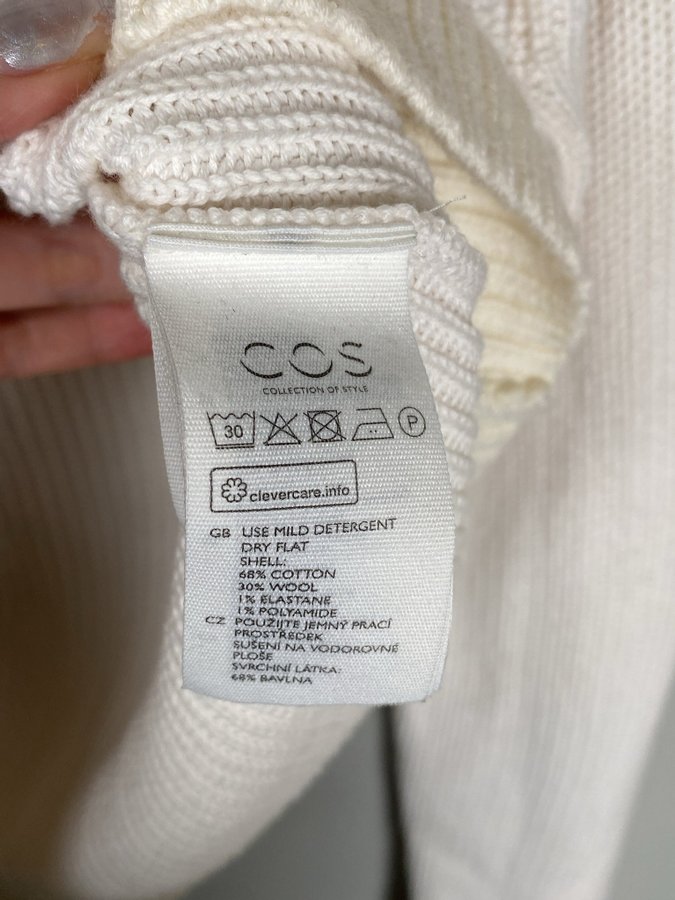 COS
COLLECTION OF STYLE
30 P
clevercare.info
GB USE MILD DETERGENT
DRY FLAT
SHELL:
68% COTTON
30% WOOL
1% ELASTANE
1% POLYAMIDE
CZ POUŽIJTE JEMNÝ PRACÍ
PROSTŘEDEK
SUŠENÍ NA VODOROVNÉ
PLOŠE
SVRCHNÍ LÁTKA:
68% BAVLNA